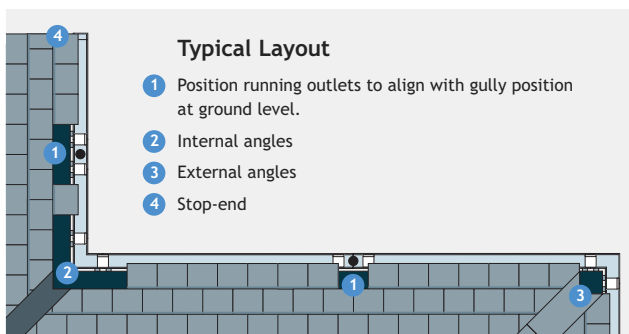 4
Typical Layout
1 Position running outlets to align with gully position
at ground level.
2 Internal angles
3 External angles
4 Stop-end
1
2
1
3